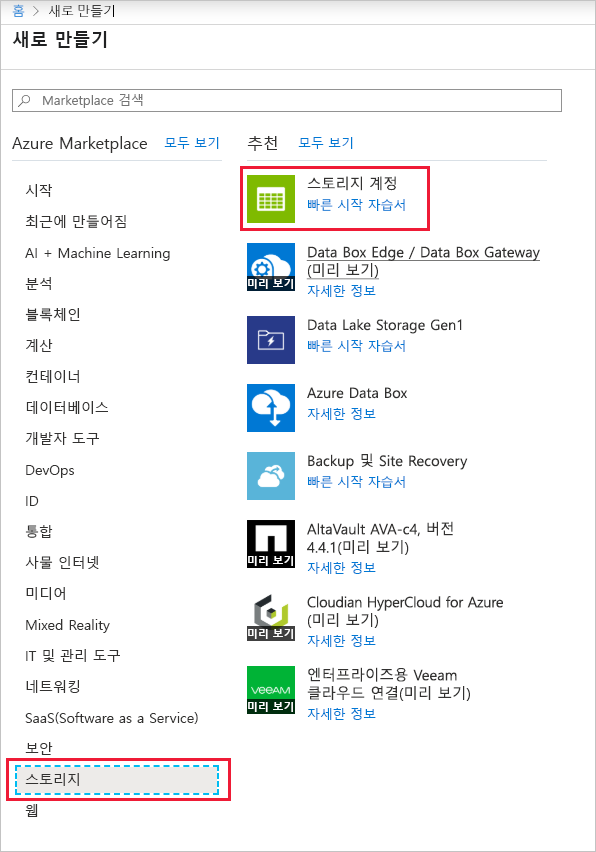 홈 > 새로 만들기
새로 만들기
Marketplace 검색
Azure Marketplace 모두 보기
시작
최근에 만들어짐
AI + Machine Learning
분석
블록체인
계산
컨테이너
데이터베이스
개발자 도구
DevOps
ID
통합
사물 인터넷
미디어
Mixed Reality
IT 및 관리 도구
네트워킹
SaaS(Software as a Service)
보안
스토리지
웹
추천 모두 보기
스토리지 계정
빠른 시작 자습서
미리 보기
Data Box Edge / Data Box Gateway
(미리 보기)
자세한 정보
Data Lake Storage Gen1
빠른 시작 자습서
Azure Data Box
자세한 정보
Backup 및 Site Recovery
빠른 시작 자습서
미리 보기
AltaVault AVA-c4, 버전
4.4.1(미리 보기)
자세한 정보
미리 보기
Cloudian HyperCloud for Azure
(미리 보기)
자세한 정보
veeam
미리 보기
엔터프라이즈용 Veeam
클라우드 연결(미리 보기)
자세한 정보